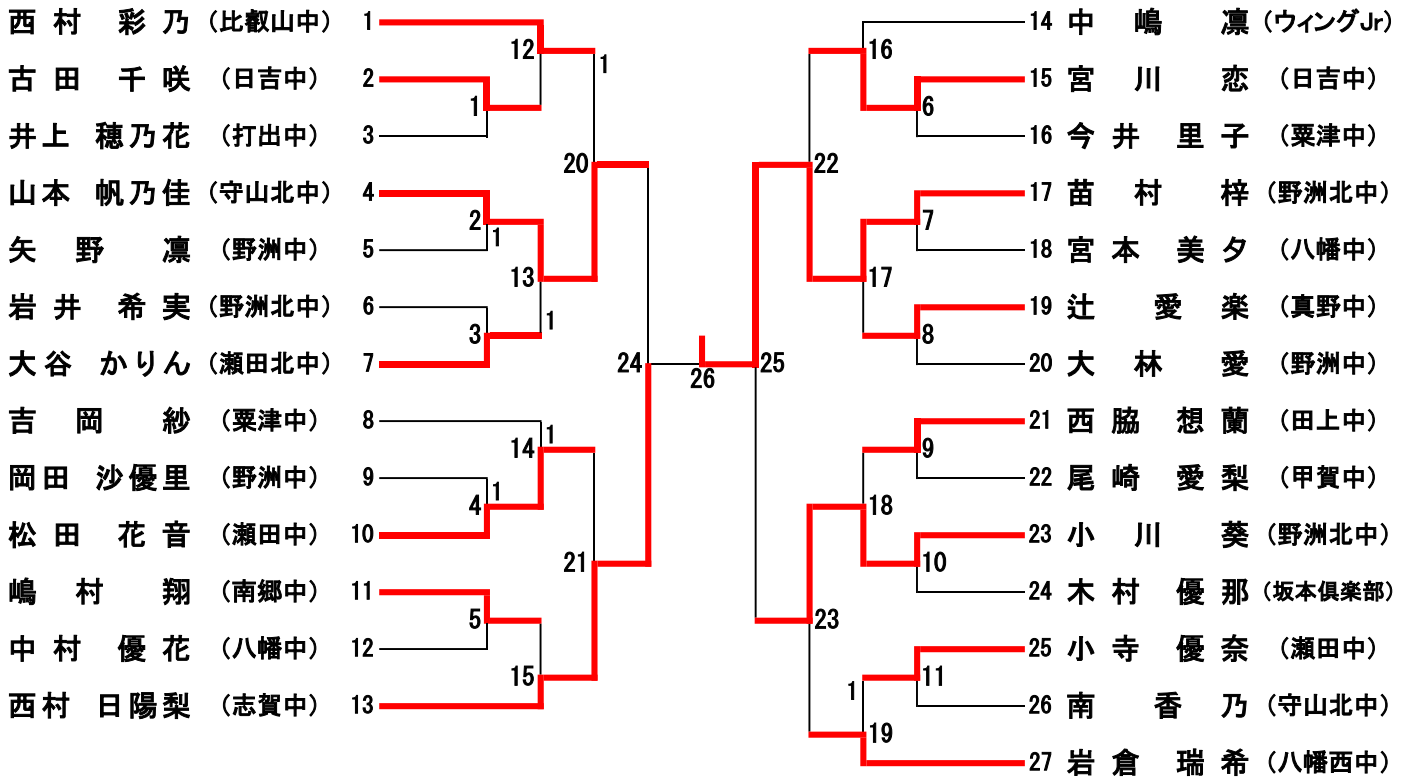 西村 彩乃 (比叡山中) 1
古田 千咲 (日吉中) 2
井上 穂乃花 (打出中) 3
山本 帆乃佳 (守山北中) 4
矢野 凛 (野洲中) 5
岩井 希実 (野洲北中) 6
大谷 かりん (瀬田北中) 7
吉岡 紗 (粟津中) 8
岡田 沙優里 (野洲中) 9
松田 花音 (瀬田中) 10
嶋村 翔 (南郷中) 11
中村 優花 (八幡中) 12
西村 日陽梨 (志賀中) 13
12
1
1
20
2
1
13
3
1
24
14
1
4
1
21
5
15
26
14 中嶋 凛 (ウィングJr)
15 宮川 恋 (日吉中)
16 今井 里子 (粟津中)
17 苗村 梓 (野洲北中)
18 宮本 美夕 (八幡中)
19 辻 愛楽 (真野中)
20 大林 愛 (野洲中)
21 西脇 想蘭 (田上中)
22 尾崎 愛梨 (甲賀中)
23 小川 葵 (野洲北中)
24 木村 優那 (坂本倶楽部)
25 小寺 優奈 (瀬田中)
26 南 香乃 (守山北中)
27 岩倉 瑞希 (八幡西中)
16
6
22
7
17
8
25
9
18
10
23
11
1
19